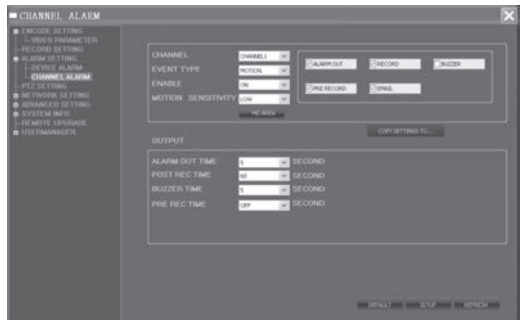 CHANNEL ALARM
ENCODE SETTING
VIDEO PARAMETER
RECORD SETTING
ALARM SETTING
DEVICE ALARM
CHANNEL ALARM
PTZ SETTING
NETWORK SETTING
ADVANCED SETTING
SYSTEM INFO
REMOTE UPGRADE
USERMANAGER
CHANNEL CHANNEL1
EVENT TYPE MOTION
ENABLE ON
MOTION SENSITIVITY LOW
MD AREA
ALARM OUT RECORD BUZZER
PRE RECORD EMAIL
COPY SETTINGS TO...
OUTPUT
ALARM OUT TIME 5 SECOND
POST REC TIME 60 SECOND
BUZZER TIME 5 SECOND
PRE REC TIME OFF SECOND
DEFAULT SETUP REFRESH